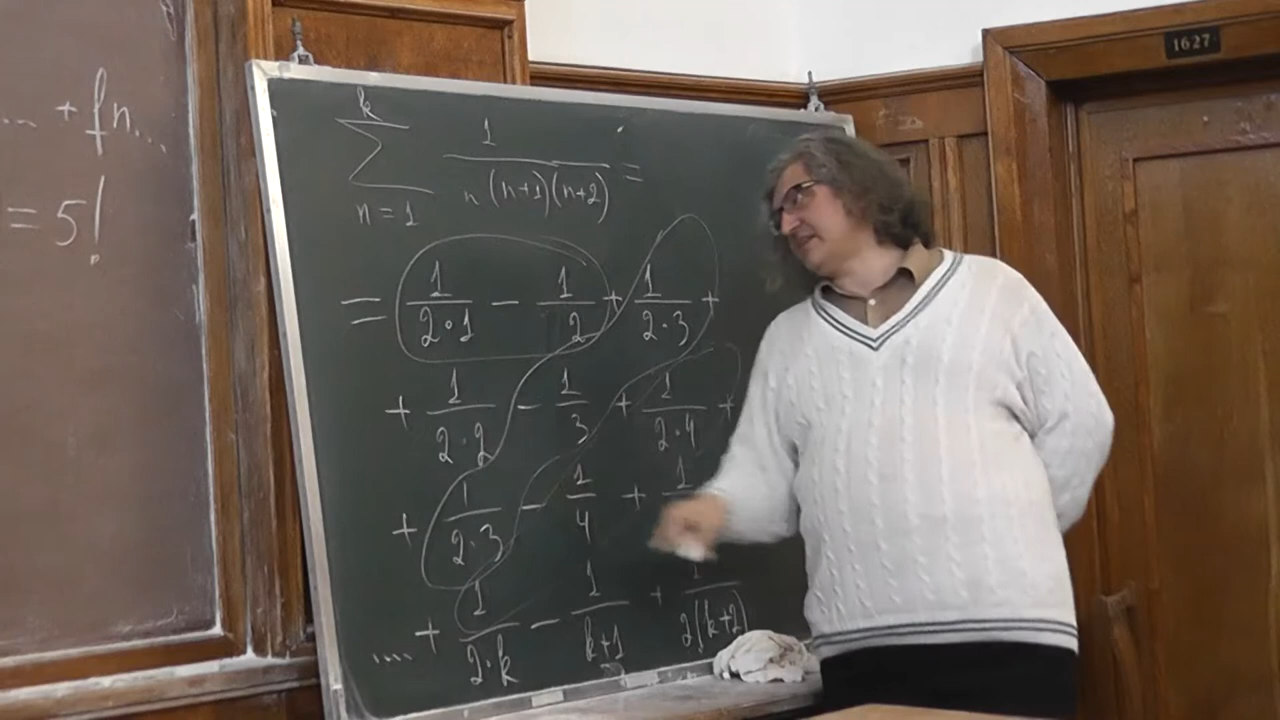 ... + fn...
= 5!
k
∑ 1/(n(n+1)(n+2)) =
n = 1
= 1/(2·1) - 1/2 + 1/(2·3) +
+ 1/(2·2) - 1/3 + 1/(2·4) +
+ 1/(2·3) - 1/4 + 1
.... + 1/(2·k) - 1/(k+1) + 1/(2(k+2))
1627